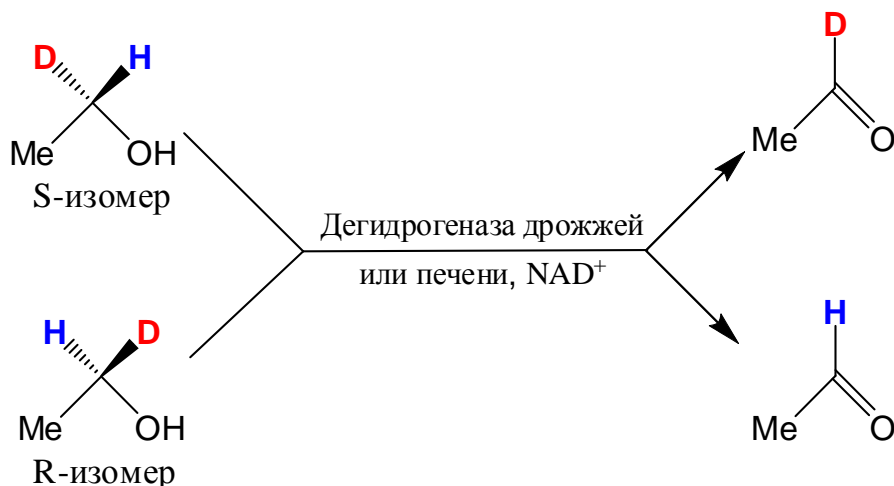 D H
Me OH
S-изомер
H D
Me OH
R-изомер
Дегидрогеназа дрожжей
или печени, NAD⁺
D
Me O
H
Me O